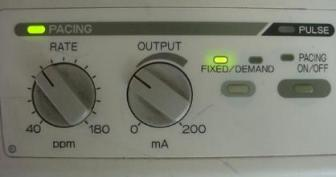 PACING
PULSE
RATE
OUTPUT
FIXED/DEMAND
PACING
ON/OFF
40
180
0
200
ppm
mA